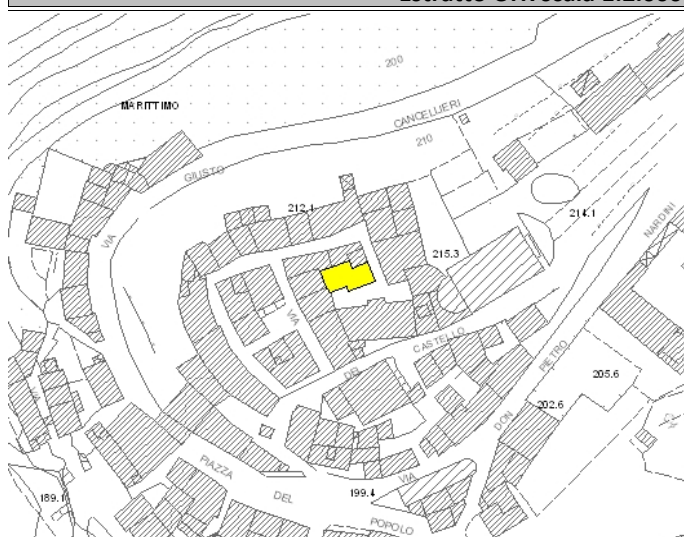 200
MARITTIMO
CANCELLIERI
210
GIUSTO
212.1
214.1
NARDINI
VIA
215.3
VIA
CASTELLO
DEL
PIETRO
205.6
VIA
DON
202.6
PIAZZA
VIA
189.1
DEL
199.4
POPOLO